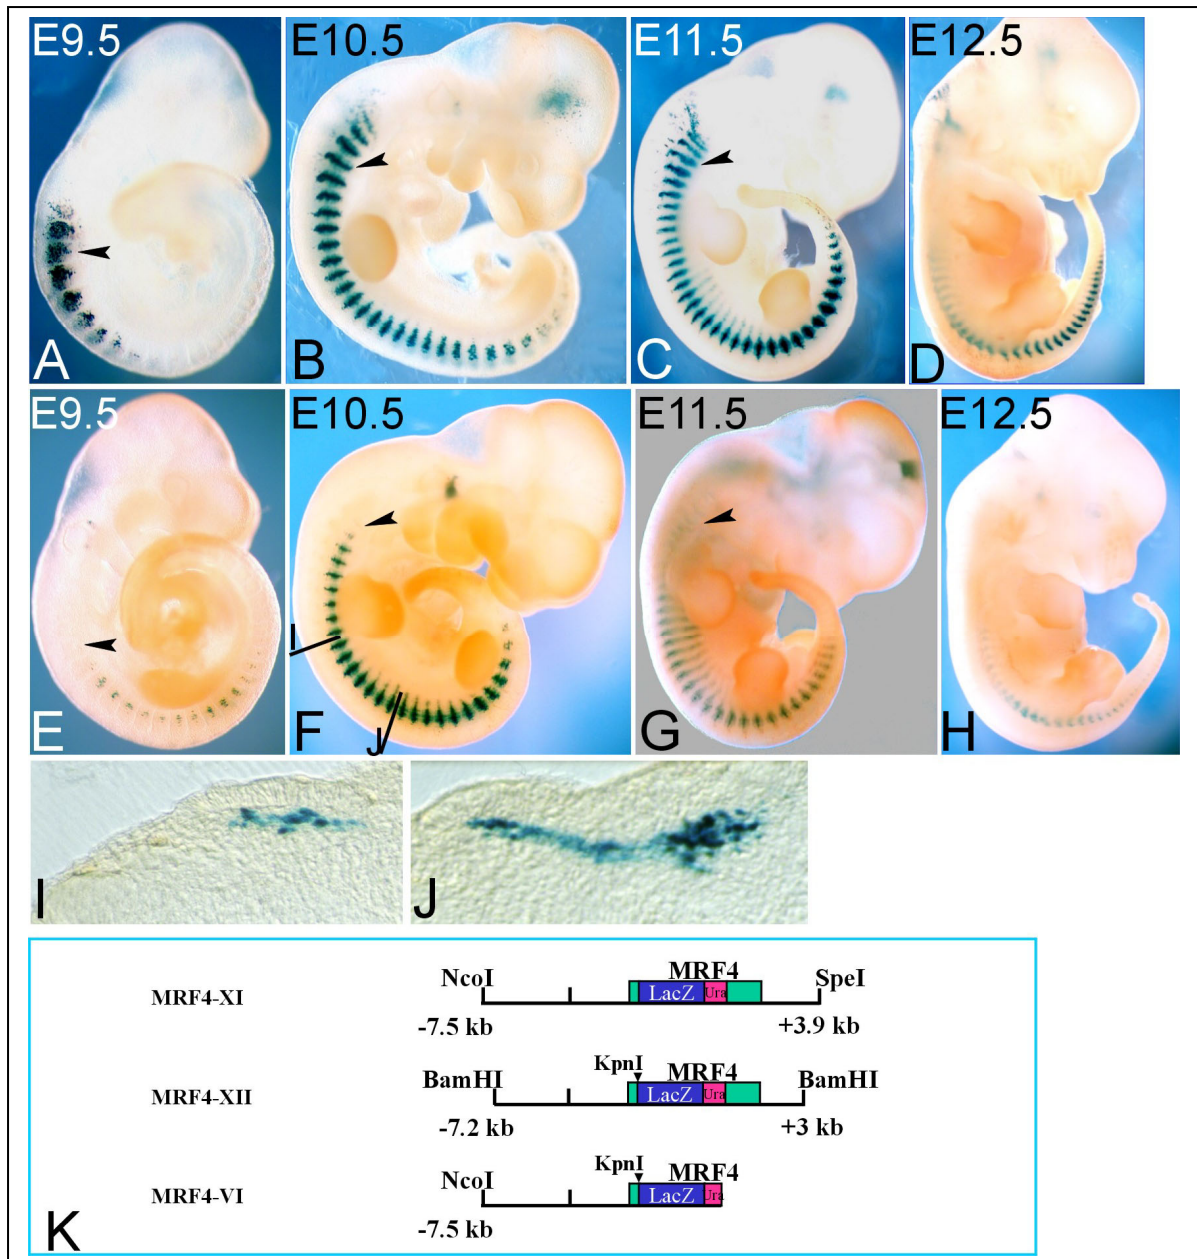 E9.5 E10.5 E11.5 E12.5
A B C D
E9.5 E10.5 E11.5 E12.5
I
J
E F G H
I J
MRF4
NcoI SpeI
MRF4-XI LacZ Ura
-7.5 kb +3.9 kb
KpnI MRF4
BamHI BamHI
MRF4-XII LacZ Ura
-7.2 kb +3 kb
KpnI MRF4
NcoI
MRF4-VI LacZ Ura
-7.5 kb
K